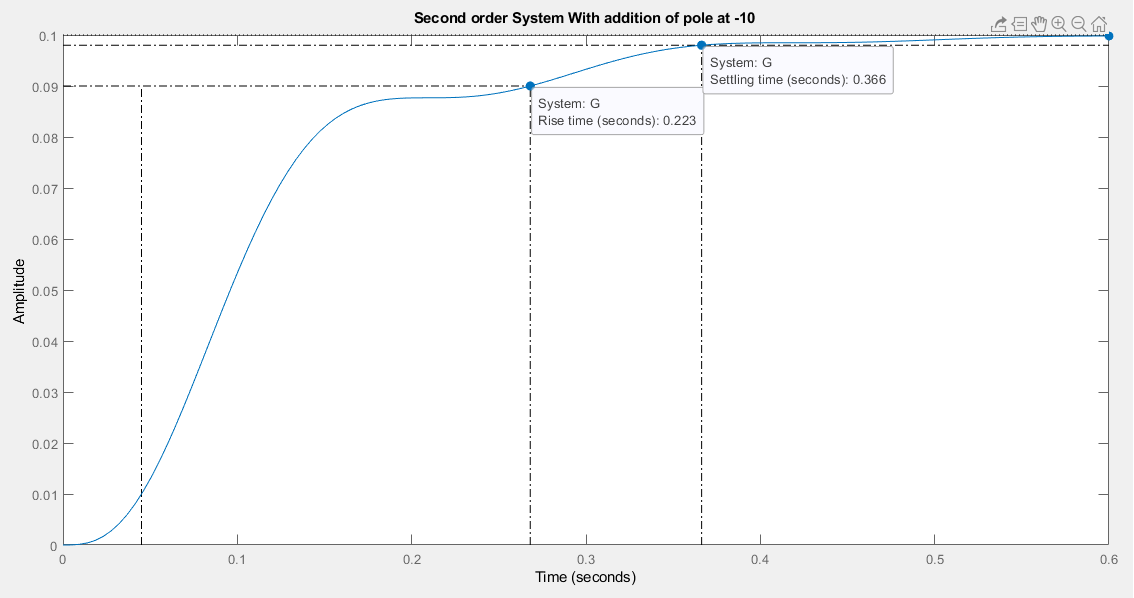 Second order System With addition of pole at -10
0.1
0.09
0.08
0.07
0.06
0.05
0.04
0.03
0.02
0.01
0
Amplitude
System: G
Settling time (seconds): 0.366
System: G
Rise time (seconds): 0.223
0
0.1
0.2
0.3
0.4
0.5
0.6
Time (seconds)